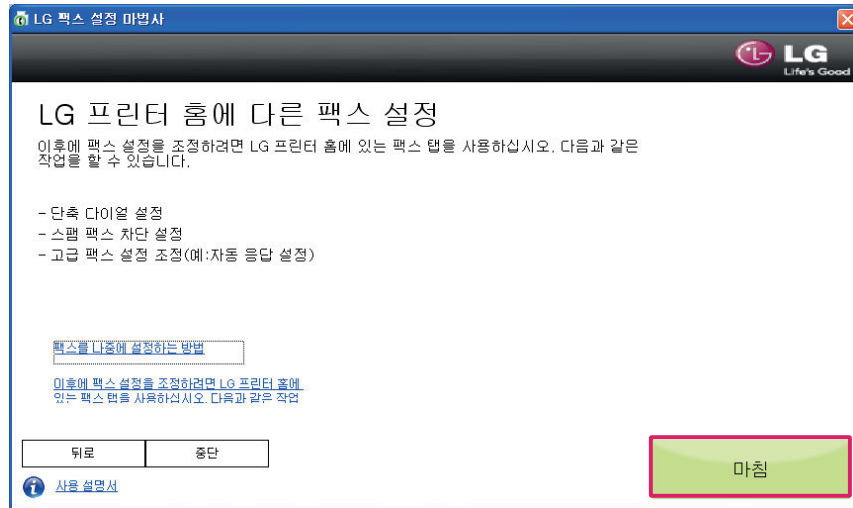 LG 팩스 설정 마법사
LG
Life's Good
LG 프린터 홈에 다른 팩스 설정
이후에 팩스 설정을 조정하려면 LG 프린터 홈에 있는 팩스 탭을 사용하십시오. 다음과 같은
작업을 할 수 있습니다.
- 단축 다이얼 설정
- 스팸 팩스 차단 설정
- 고급 팩스 설정 조정(예:자동 응답 설정)
팩스를 나중에 설정하는 방법
이후에 팩스 설정을 조정하려면 LG 프린터 홈에
있는 팩스 탭을 사용하십시오. 다음과 같은 작업
뒤로
중단
마침
사용 설명서